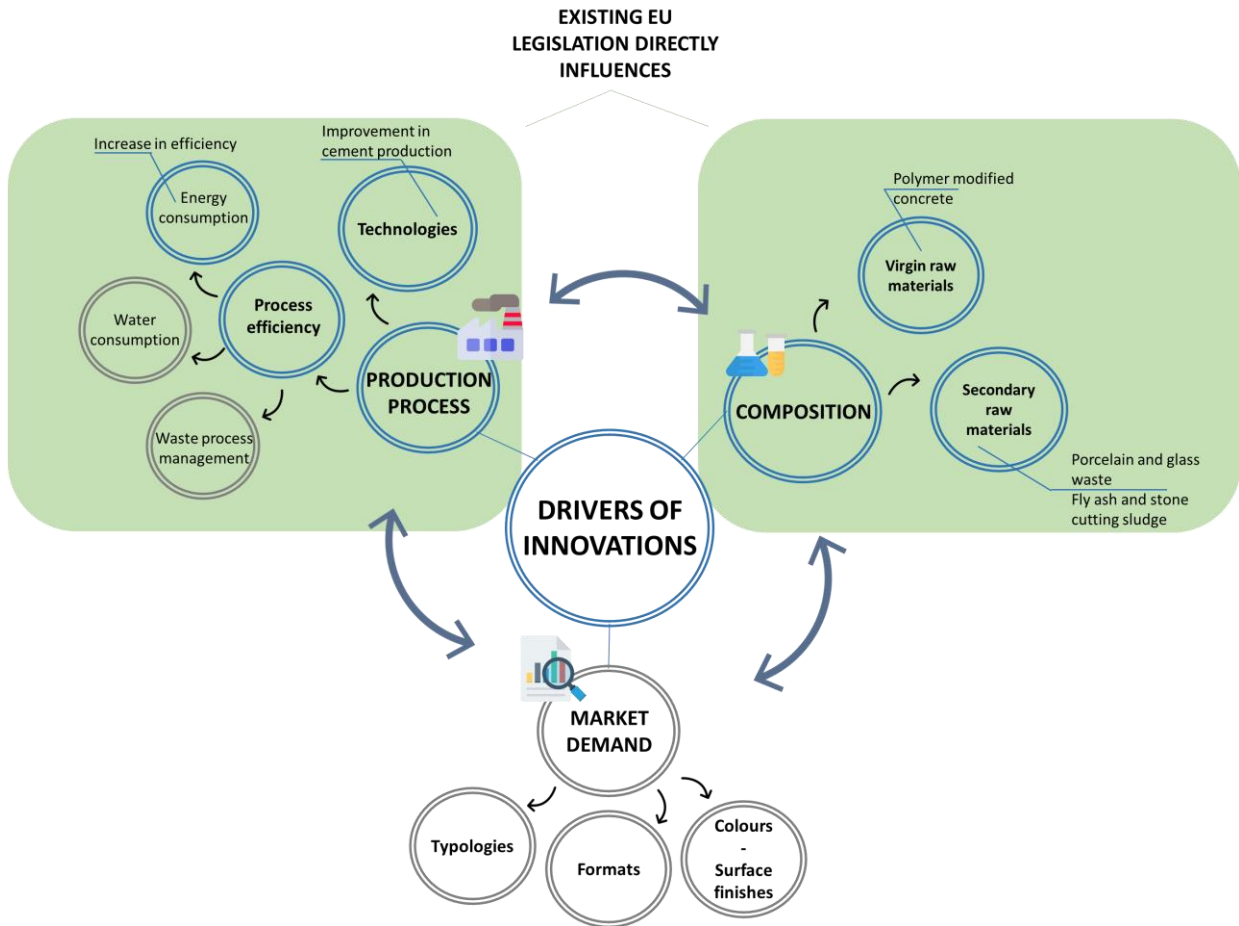 EXISTING EU
LEGISLATION DIRECTLY
INFLUENCES
Increase in efficiency
Energy
consumption
Improvement in
cement production
Technologies
Water
consumption
Process
efficiency
Waste process
management
PRODUCTION
PROCESS
Polymer modified
concrete
Virgin raw
materials
COMPOSITION
Secondary
raw
materials
Porcelain and glass
waste
Fly ash and stone
cutting sludge
DRIVERS OF
INNOVATIONS
MARKET
DEMAND
Typologies
Formats
Colours
-
Surface
finishes